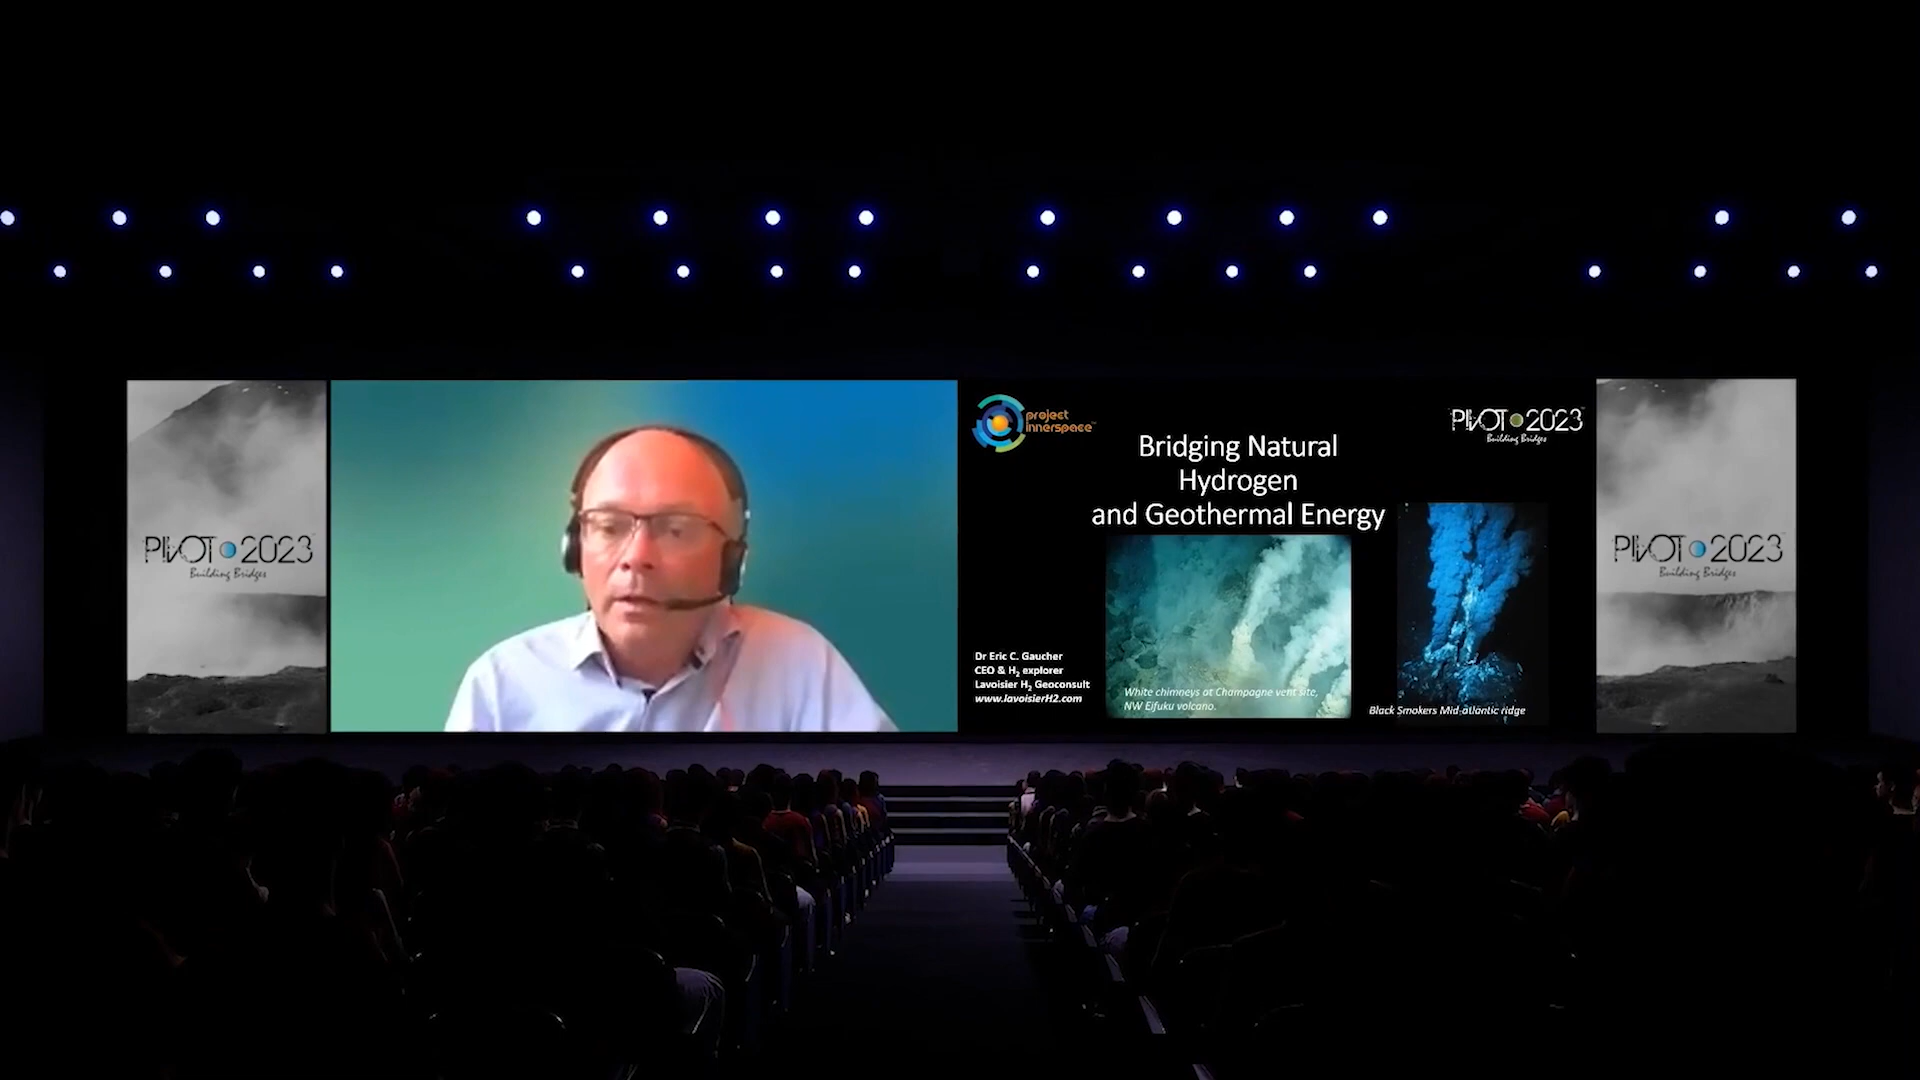 PIVOT 2023
Building Bridges
project
innerspace™
PIVOT 2023
Building Bridges
Bridging Natural
Hydrogen
and Geothermal Energy
Dr Eric C. Gaucher
CEO & H₂ explorer
Lavoisier H₂ Geoconsult
www.lavoisierH2.com
White chimneys at Champagne vent site,
NW Eifuku volcano.
Black Smokers Mid-atlantic ridge
PIVOT 2023
Building Bridges